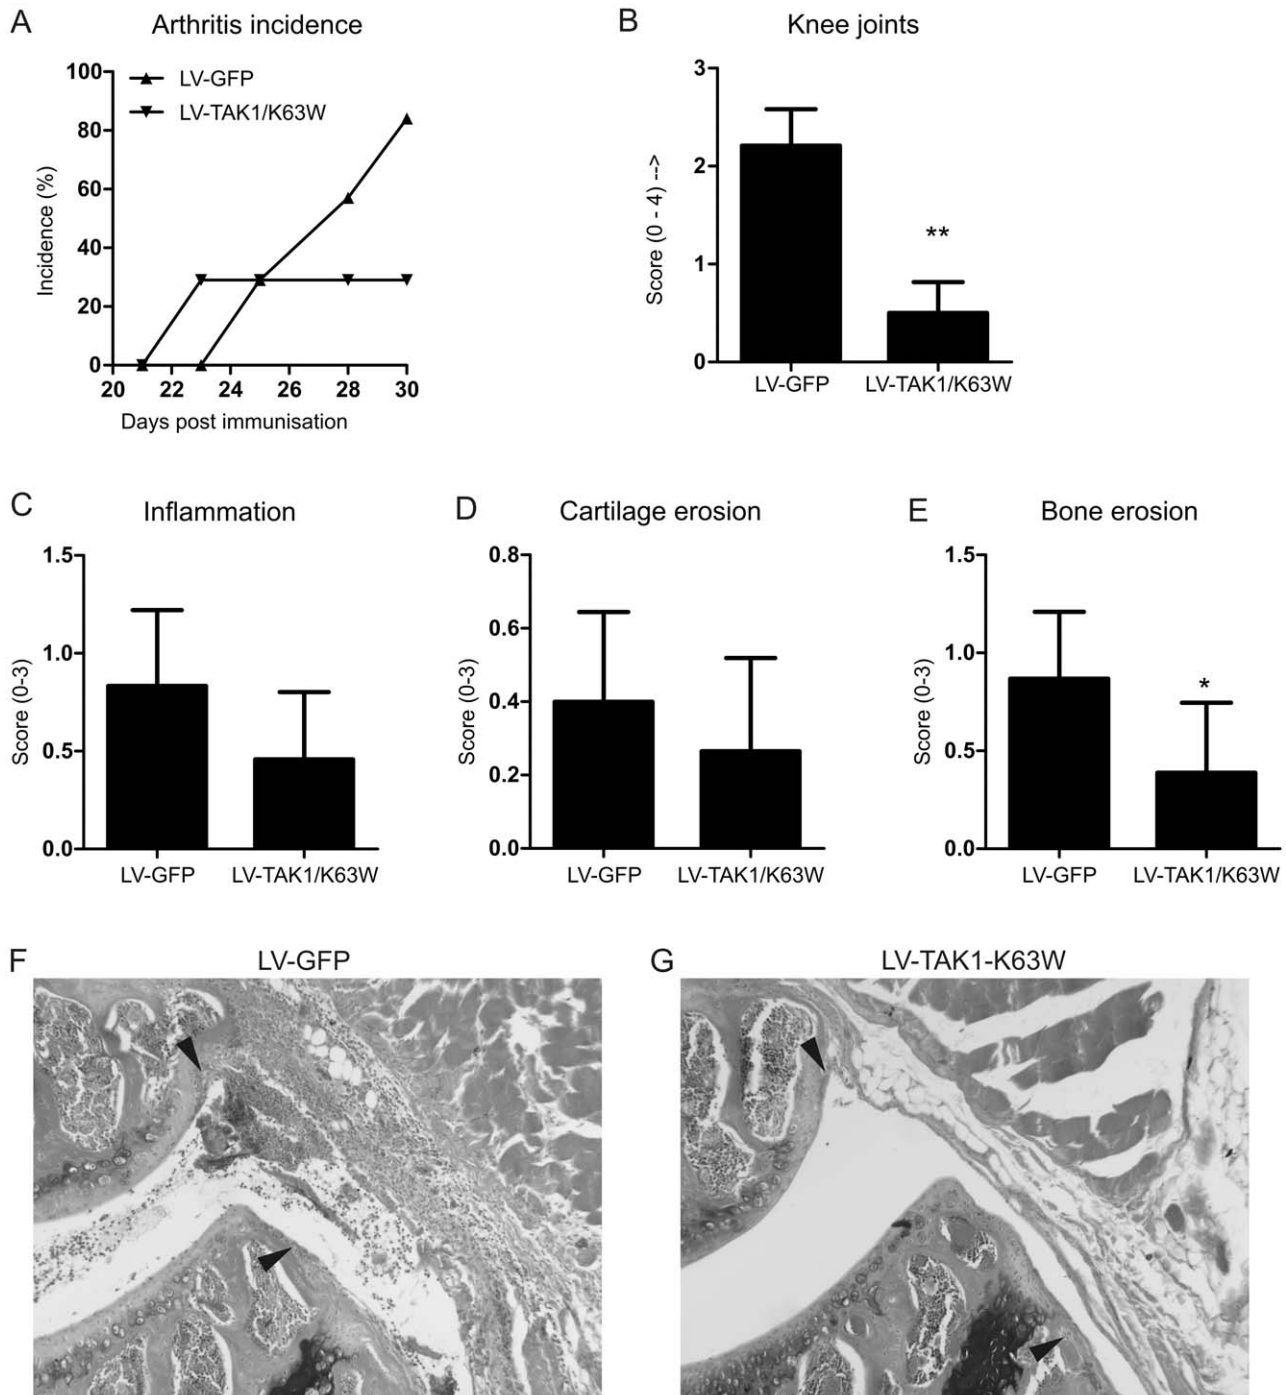 A
Arthritis incidence
100
80
60
40
20
0
Incidence (%)
LV-GFP
LV-TAK1/K63W
20 22 24 26 28 30
Days post immunisation
B
Knee joints
3
2
1
0
Score (0 - 4) -->
**
LV-GFP LV-TAK1/K63W
C
Inflammation
1.5
1.0
0.5
0.0
Score (0-3)
LV-GFP LV-TAK1/K63W
D
Cartilage erosion
0.8
0.6
0.4
0.2
0.0
Score (0-3)
LV-GFP LV-TAK1/K63W
E
Bone erosion
1.5
1.0
0.5
0.0
Score (0-3)
*
LV-GFP LV-TAK1/K63W
F
LV-GFP
G
LV-TAK1-K63W